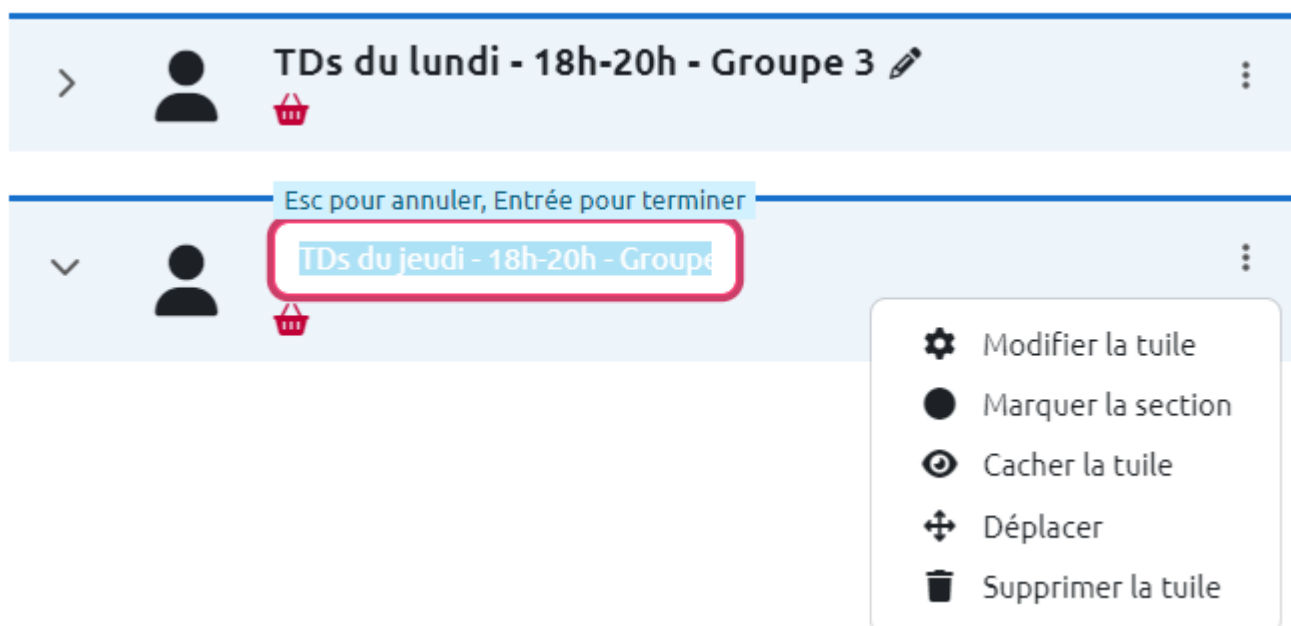 TDs du lundi - 18h-20h - Groupe 3
Esc pour annuler, Entrée pour terminer
TDs du jeudi - 18h-20h - Groupe
Modifier la tuile
Marquer la section
Cacher la tuile
Déplacer
Supprimer la tuile